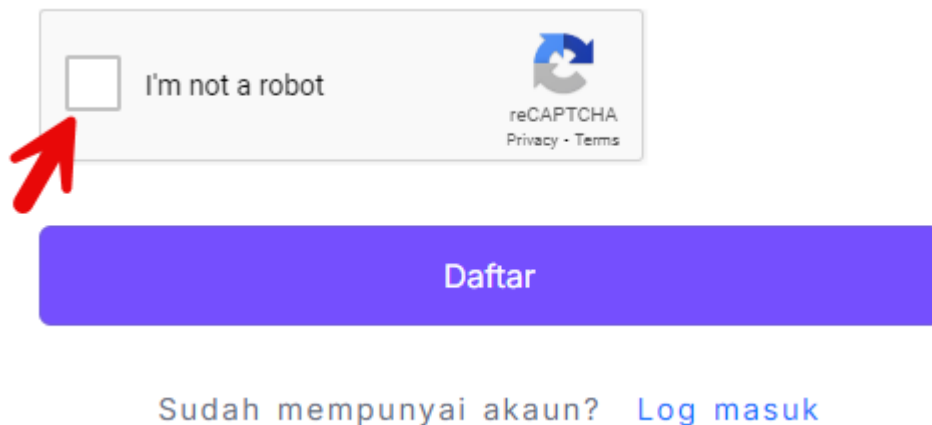 I'm not a robot
reCAPTCHA
Privacy - Terms
Daftar
Sudah mempunyai akaun? Log masuk